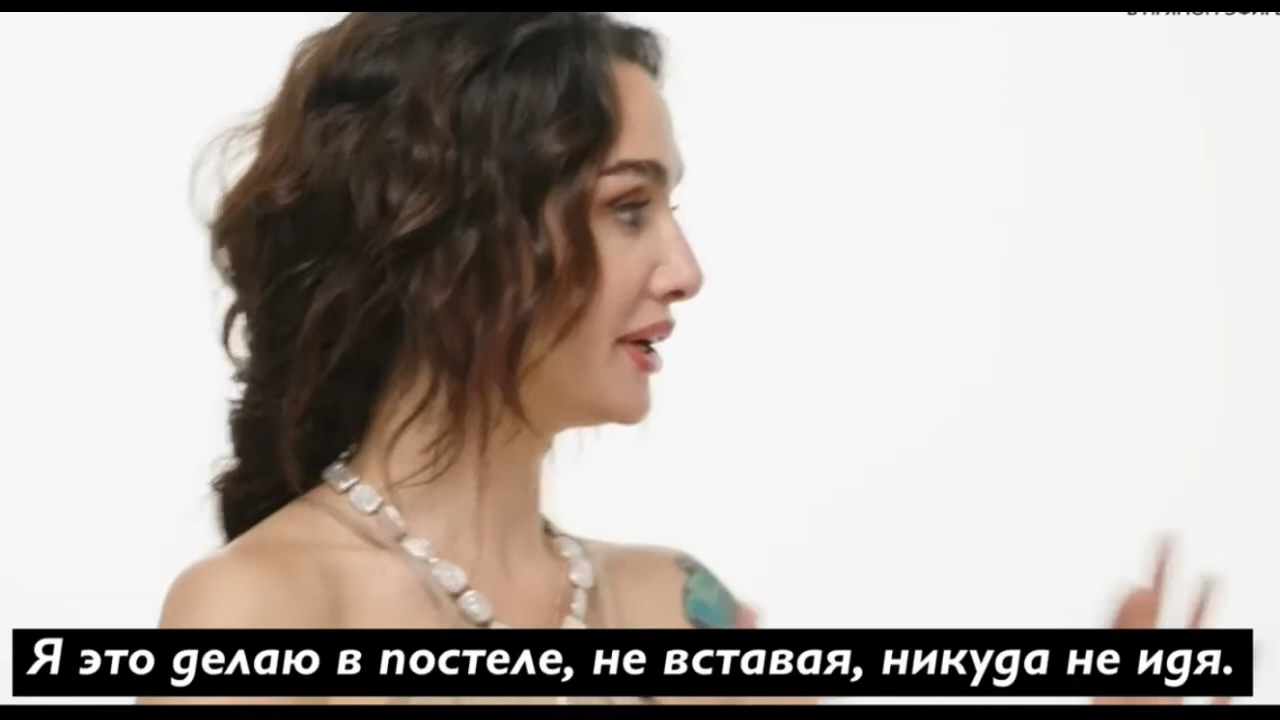 Я это делаю в постеле, не вставая, никуда не идя.